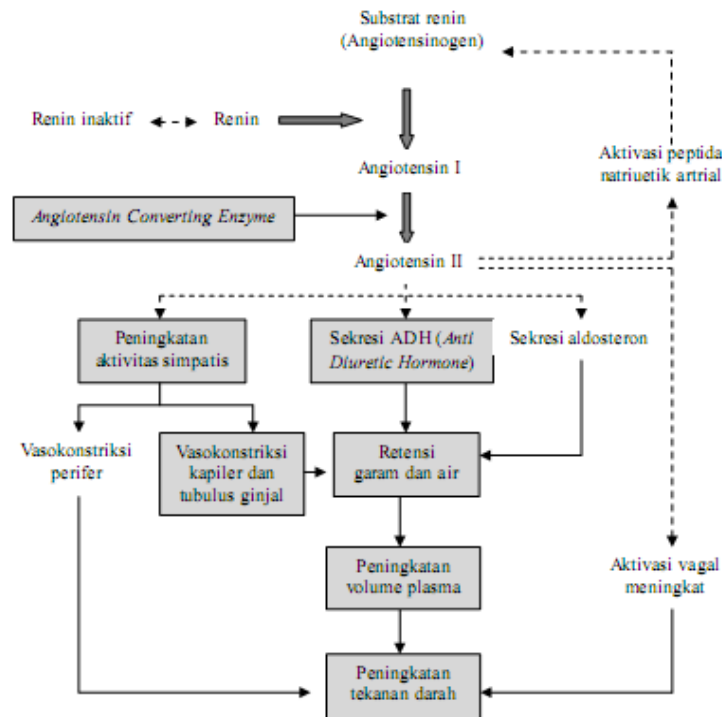 Substrat renin
(Angiotensinogen)
Renin inaktif
Renin
Angiotensin I
Aktivasi peptida
natriuetik artrial
Angiotensin Converting Enzyme
Angiotensin II
Peningkatan
aktivitas simpatis
Sekresi ADH (Anti
Diuretic Hormone)
Sekresi aldosteron
Vasokonstriksi
perifer
Vasokonstriksi
kapiler dan
tubulus ginjal
Retensi
garam dan air
Peningkatan
volume plasma
Aktivasi vagal
meningkat
Peningkatan
tekanan darah